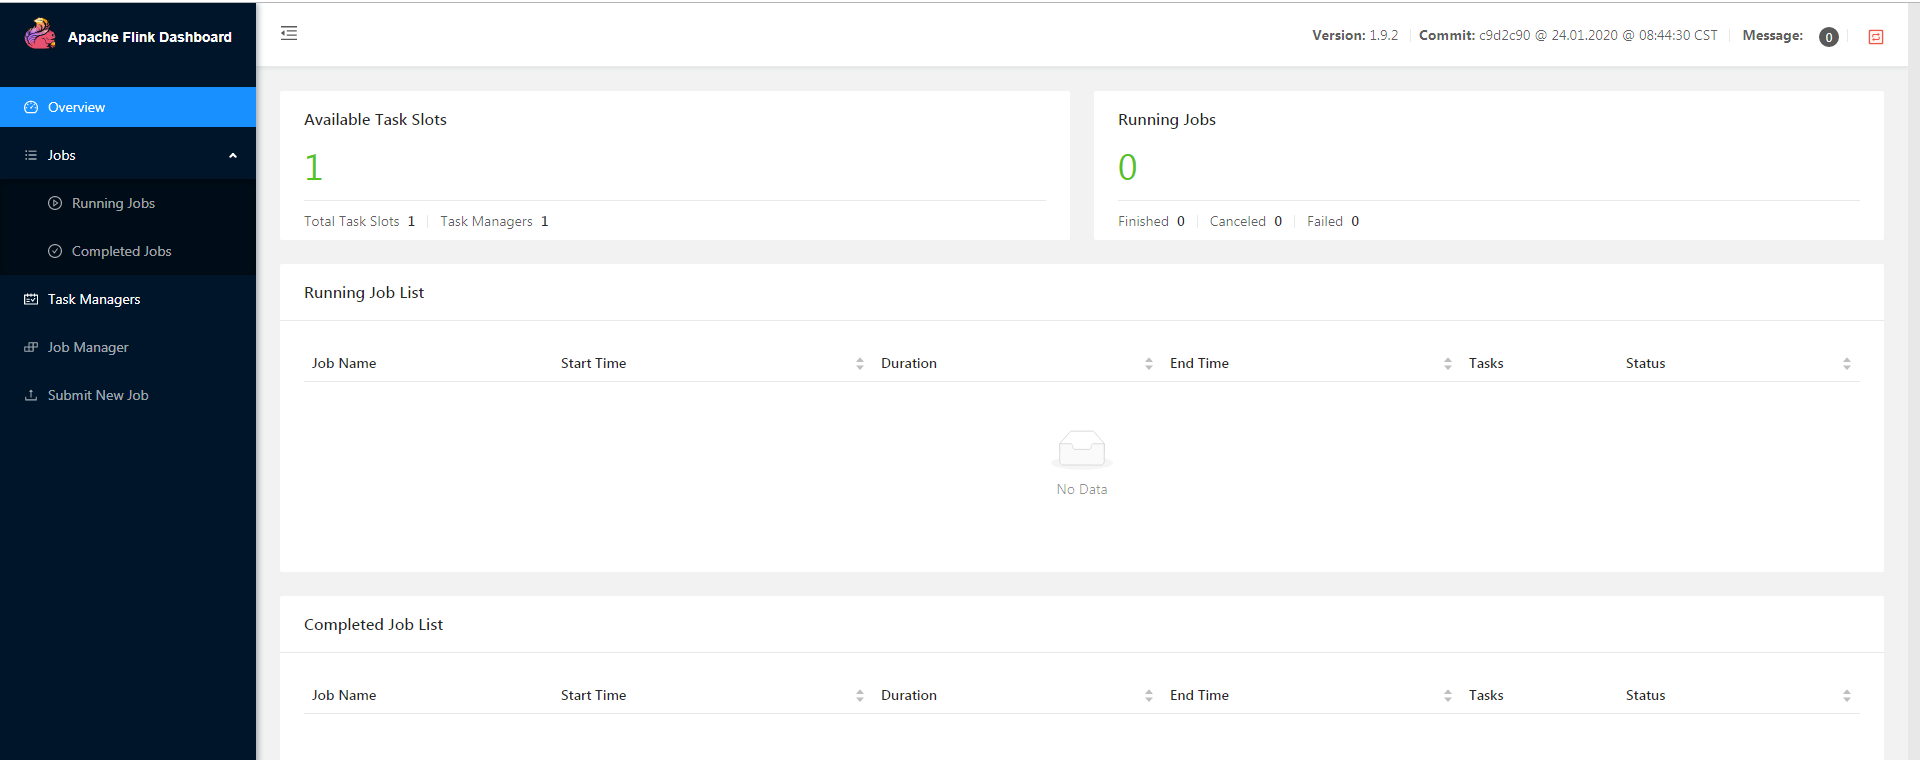 Apache Flink Dashboard
Version: 1.9.2 Commit: c9d2c90 @ 24.01.2020 @ 08:44:30 CST Message: 0
Overview
Jobs
Running Jobs
Completed Jobs
Task Managers
Job Manager
Submit New Job
Available Task Slots
1
Total Task Slots 1 Task Managers 1
Running Jobs
0
Finished 0 Canceled 0 Failed 0
Running Job List
Job Name Start Time Duration End Time Tasks Status
No Data
Completed Job List
Job Name Start Time Duration End Time Tasks Status